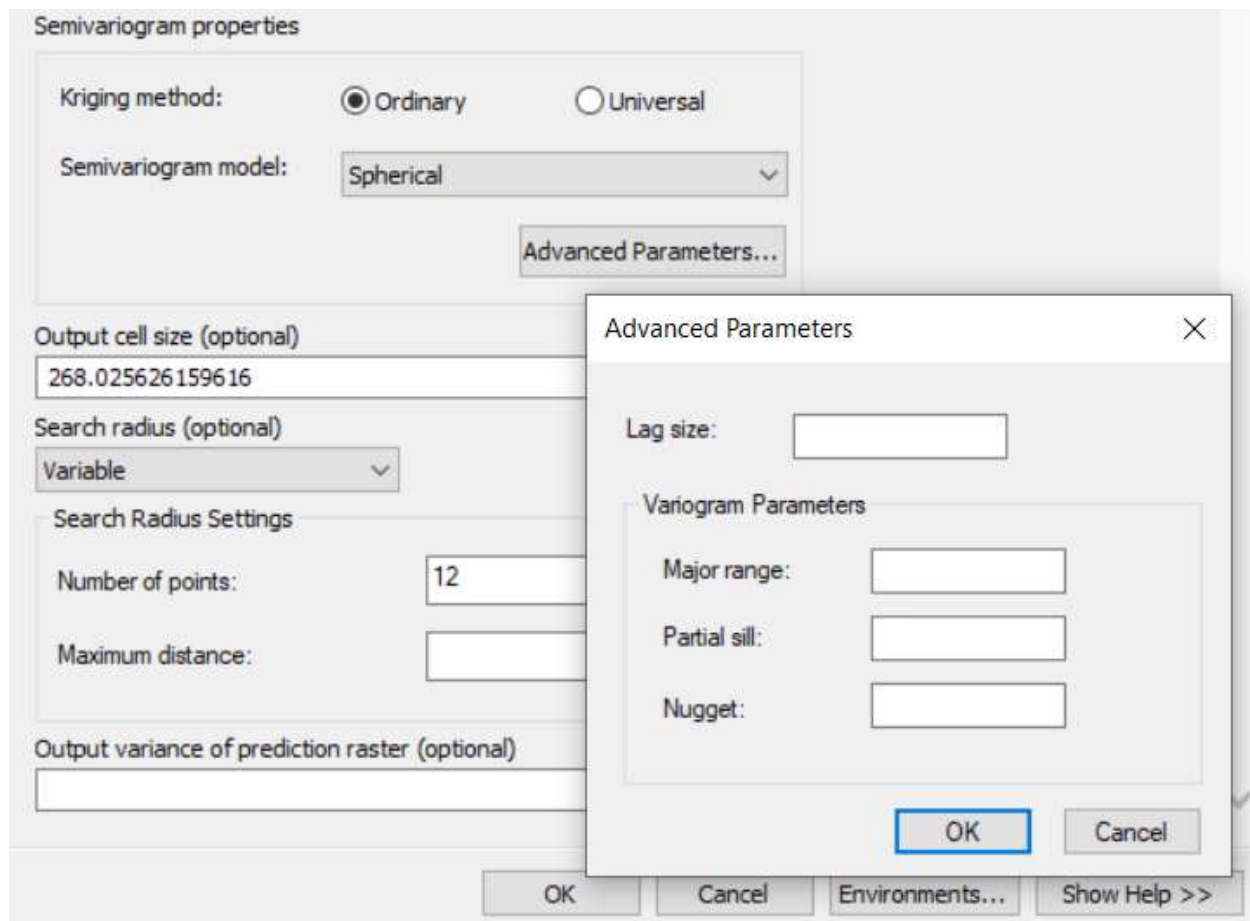 Semivariogram properties
Kriging method: Ordinary Universal
Semivariogram model: Spherical
Advanced Parameters...
Output cell size (optional)
268.025626159616
Search radius (optional)
Variable
Search Radius Settings
Number of points: 12
Maximum distance:
Output variance of prediction raster (optional)
OK Cancel Environments... Show Help >>
Advanced Parameters
Lag size:
Variogram Parameters
Major range:
Partial sill:
Nugget:
OK Cancel